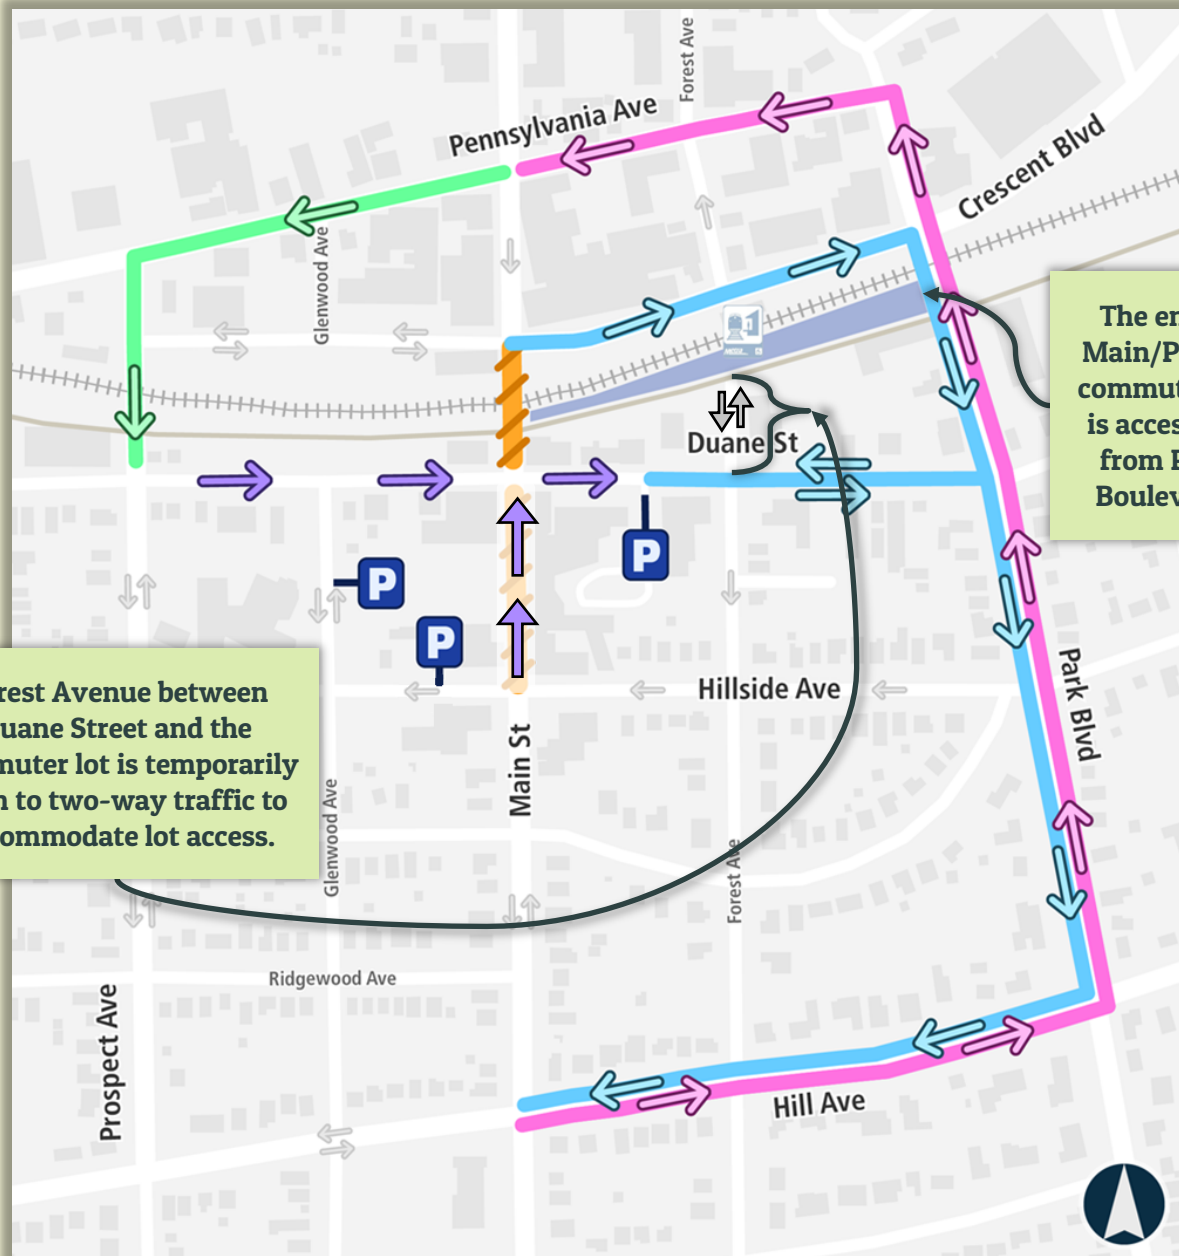 Forest Ave
Pennsylvania Ave
Crescent Blvd
Glenwood Ave
The
Main/P
commut
is acces
from
Boulev
Duane St
P
P
P
Hillside Ave
rest Avenue between
uane Street and the
muter lot is temporarily
n to two-way traffic to
ommodate lot access.
Main St
Park Blvd
Glenwood Ave
Forest Ave
Ridgewood Ave
Prospect Ave
Hill Ave